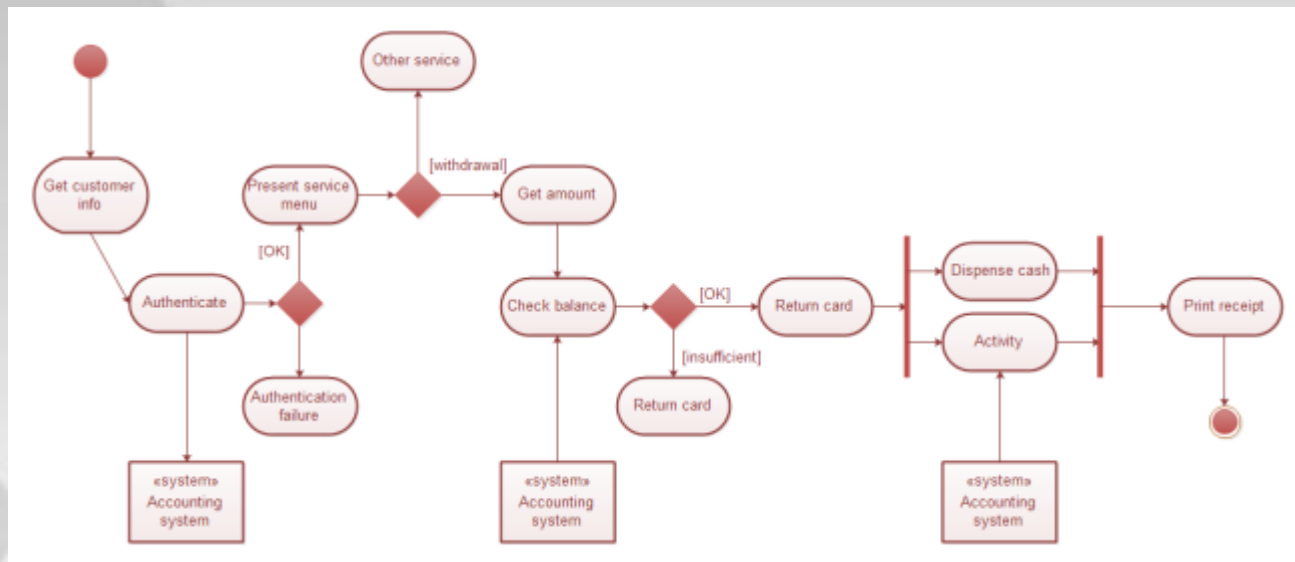 Other service
[withdrawal]
Get customer
info
Present service
menu
Get amount
[OK]
Authenticate
Check balance
[OK]
Return card
Dispense cash
Activity
Print receipt
[insufficient]
Authentication
failure
Return card
«system»
Accounting
system
«system»
Accounting
system
«system»
Accounting
system